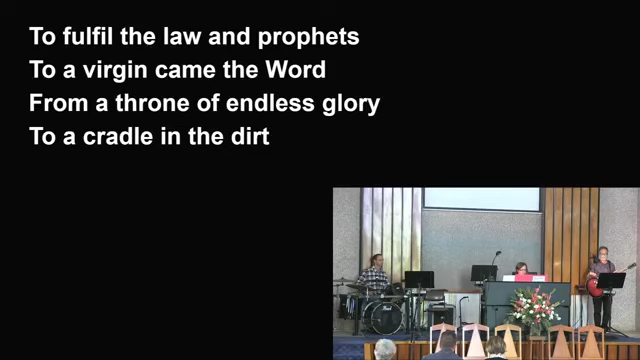 To fulfil the law and prophets
To a virgin came the Word
From a throne of endless glory
To a cradle in the dirt